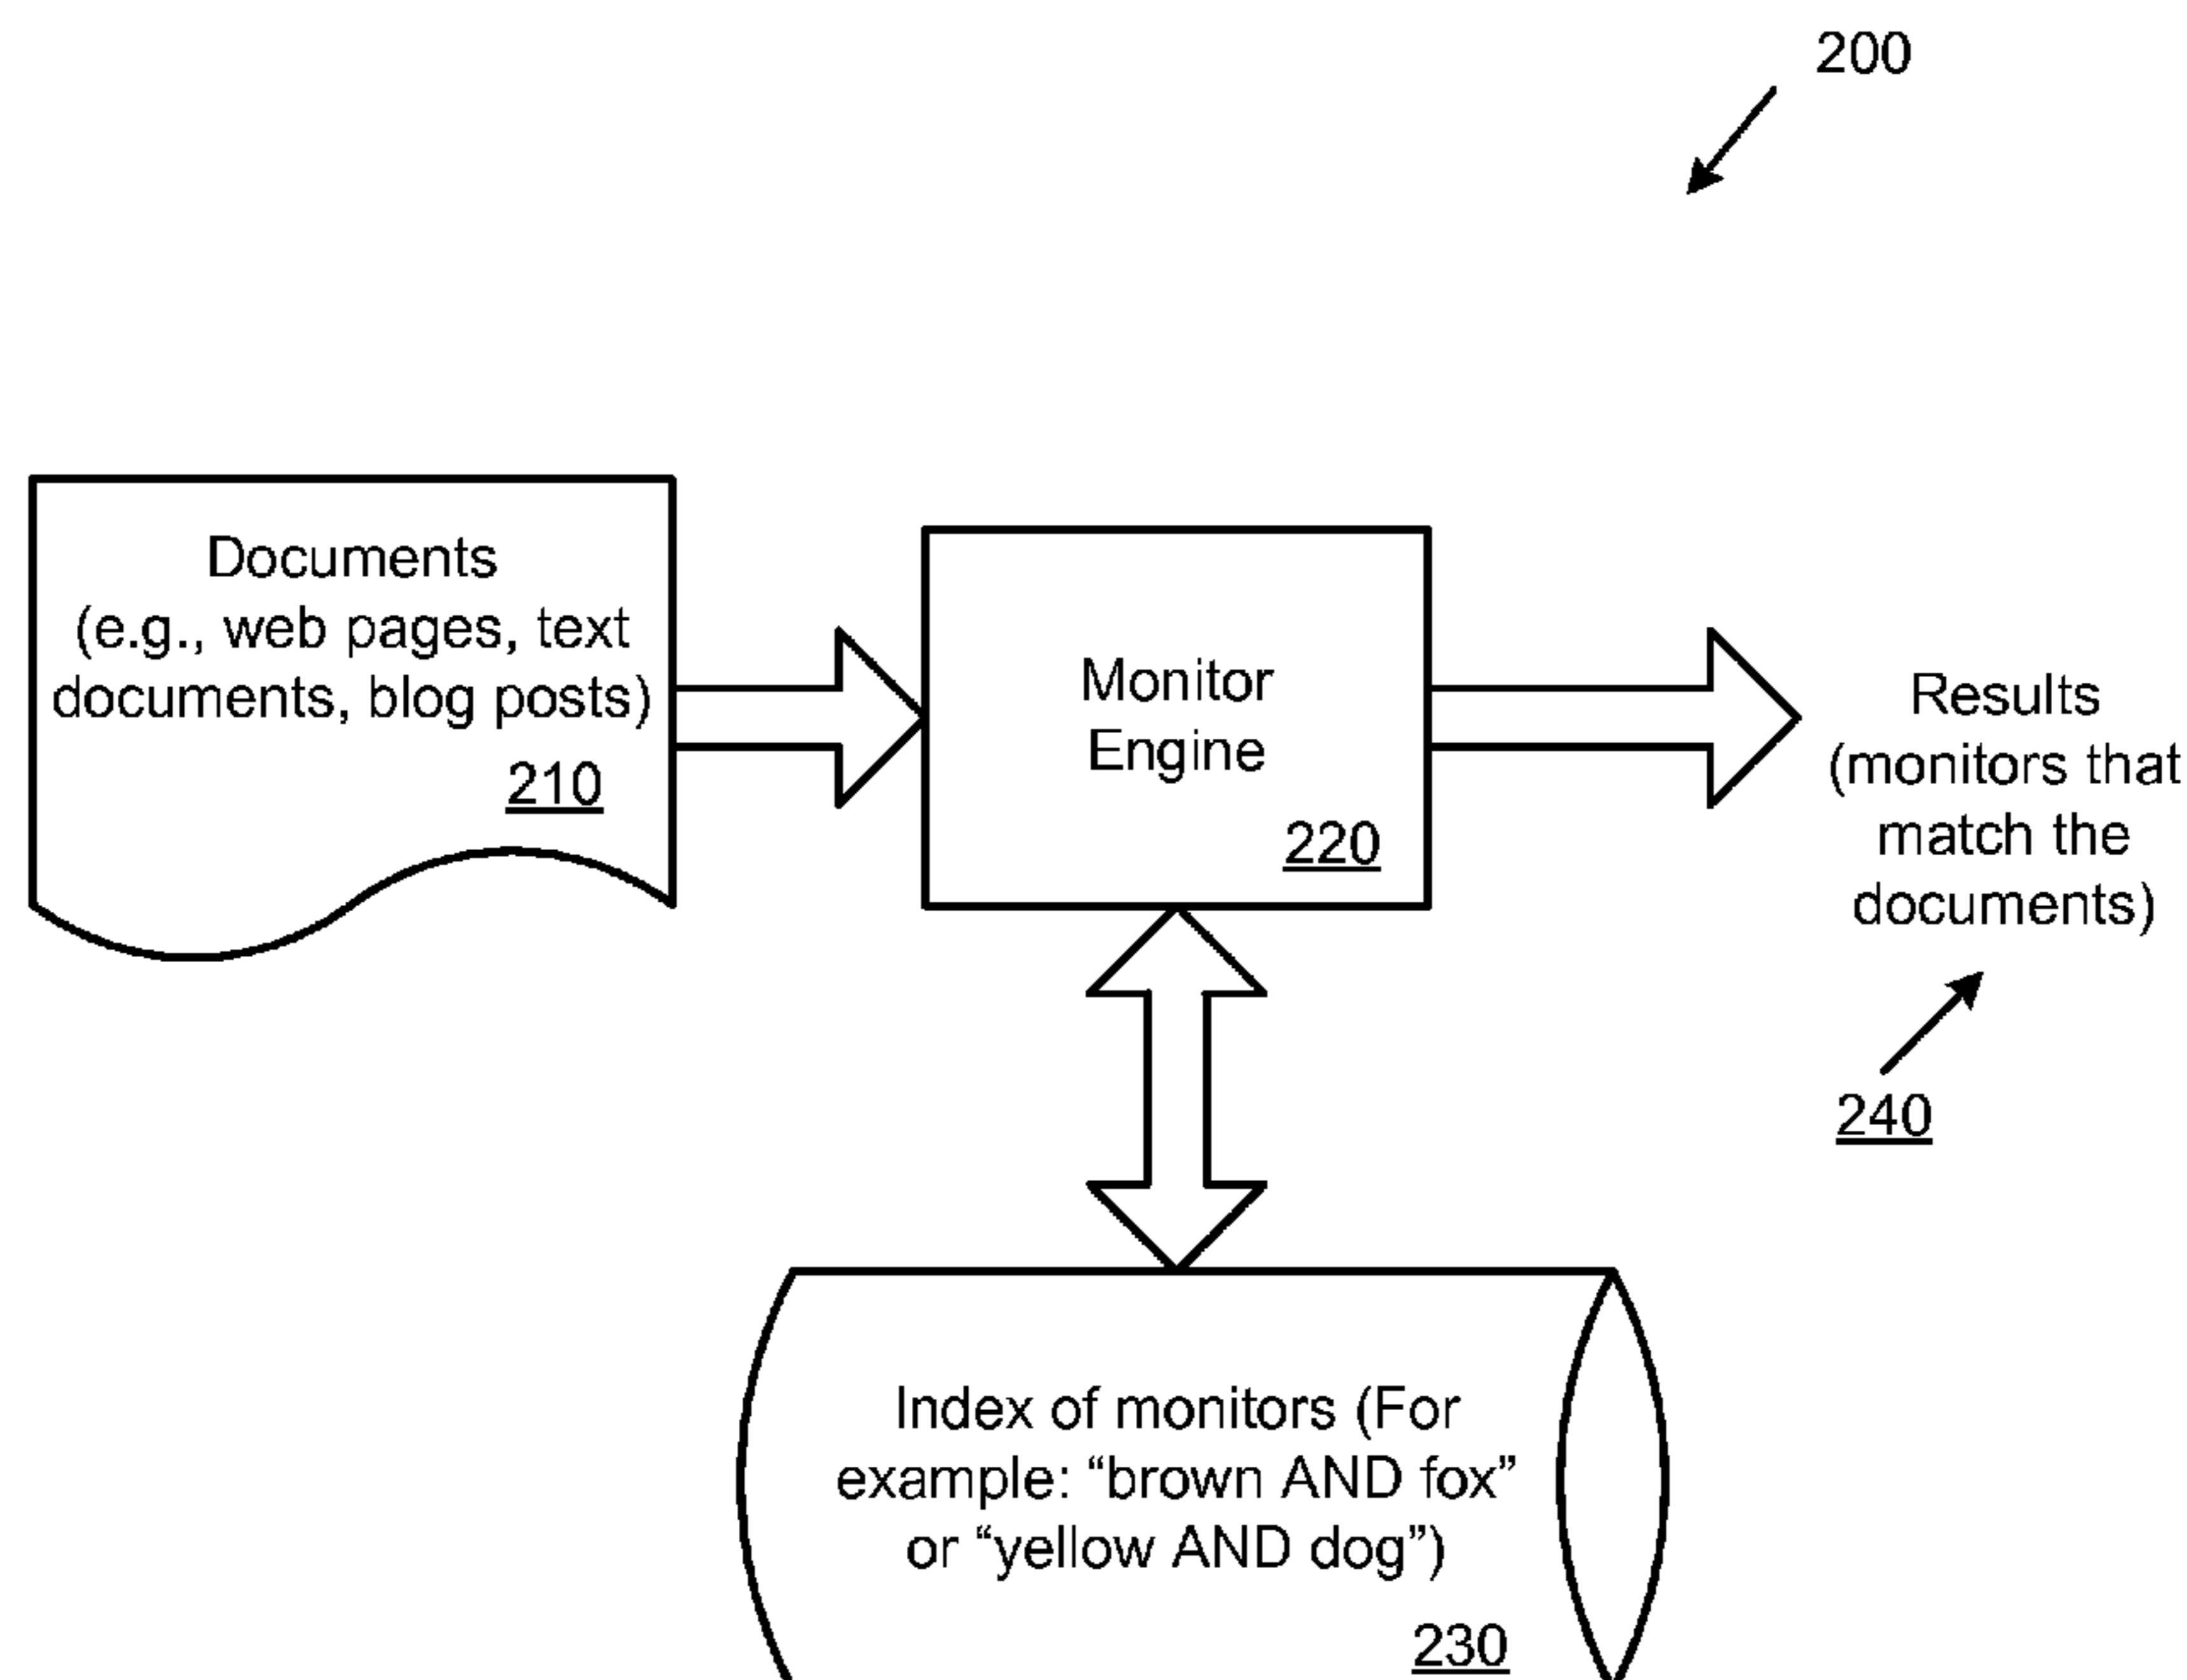 200
Documents
(e.g., web pages, text
documents, blog posts)
210
Monitor
Engine
220
Results
(monitors that
match the
documents)
240
Index of monitors (For
example: “brown AND fox”
or “yellow AND dog”)
230